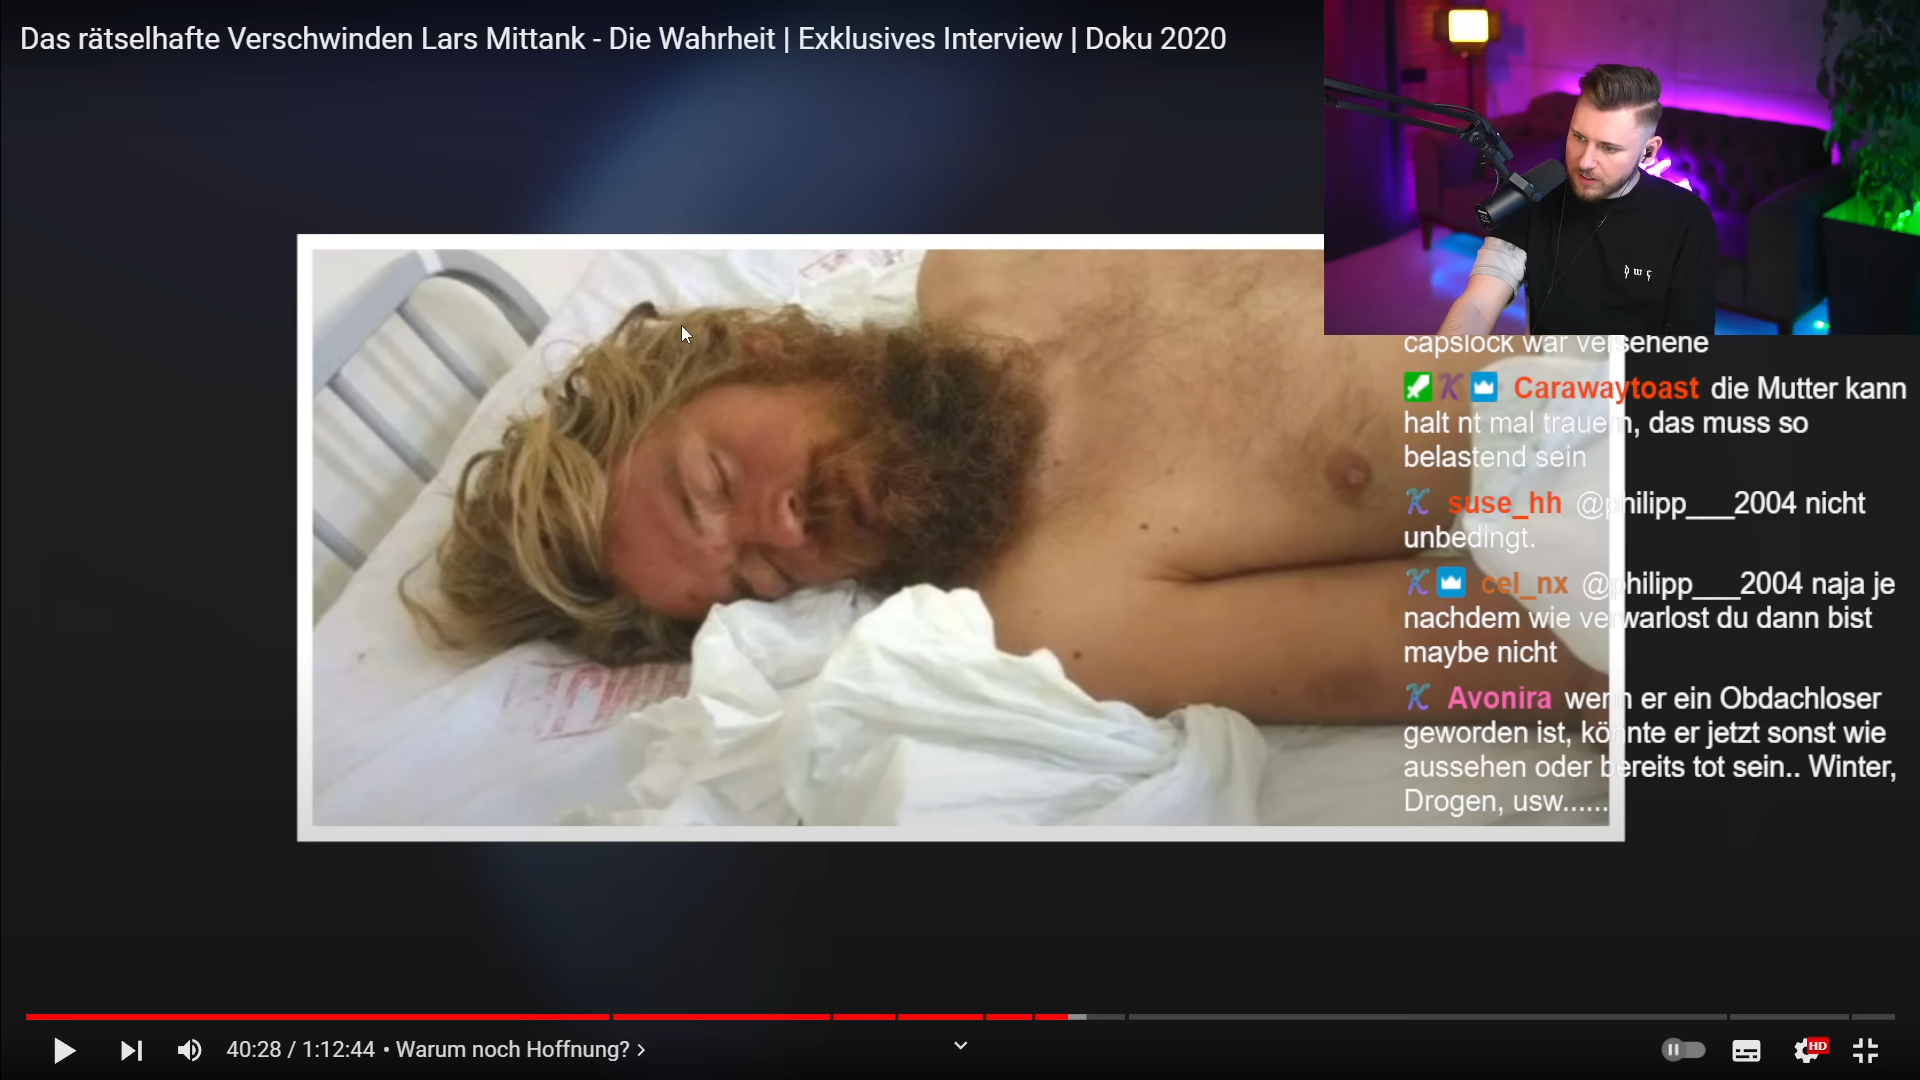 Das rätselhafte Verschwinden Lars Mittank - Die Wahrheit | Exklusives Interview | Doku 2020
capslock war versehene
Carawaytoast die Mutter kann
halt nt mal trauern, das muss so
belastend sein
suse_hh @philipp___2004 nicht
unbedingt.
cel_nx @philipp___2004 naja je
nachdem wie verwarlost du dann bist
maybe nicht
Avonira wenn er ein Obdachloser
geworden ist, könnte er jetzt sonst wie
aussehen oder bereits tot sein.. Winter,
Drogen, usw......
40:28 / 1:12:44 • Warum noch Hoffnung? >
HD